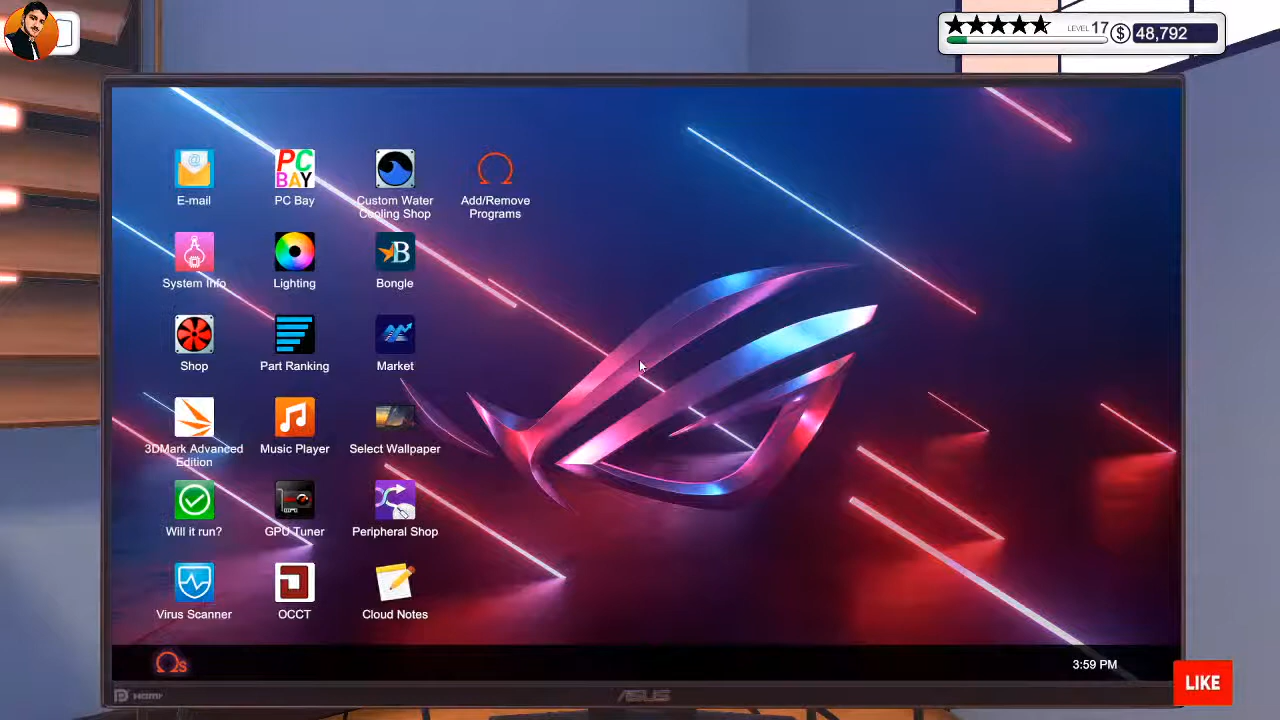 LEVEL 17 $ 48,792
E-mail
PC BAY
PC Bay
Custom Water
Cooling Shop
Add/Remove
Programs
System Info
Lighting
B
Bongle
Shop
Part Ranking
Market
3DMark Advanced
Edition
Music Player
Select Wallpaper
Will it run?
GPU Tuner
Peripheral Shop
Virus Scanner
OCCT
Cloud Notes
Ωs
3:59 PM
HDMI
ASUS
LIKE